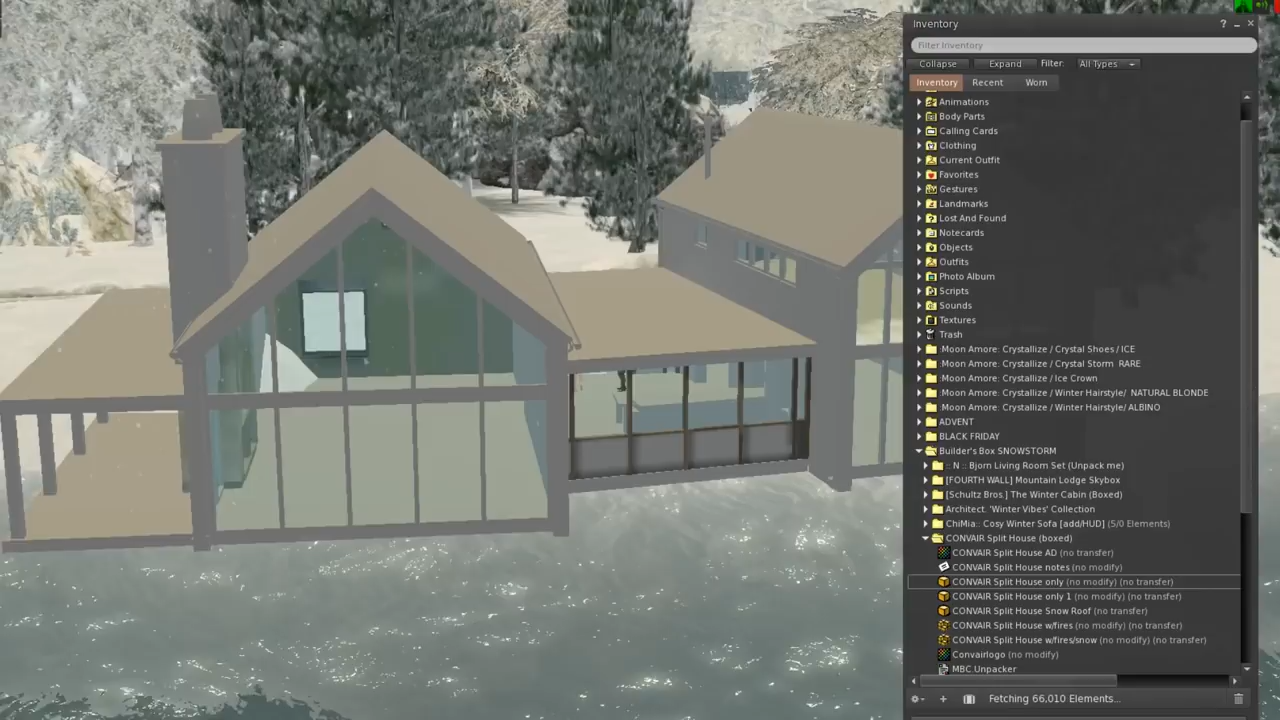 Inventory
Filter Inventory
Collapse Expand Filter: All Types
Inventory Recent Worn
Animations
Body Parts
Calling Cards
Clothing
Current Outfit
Favorites
Gestures
Landmarks
Lost And Found
Notecards
Objects
Outfits
Photo Album
Scripts
Sounds
Textures
Trash
:Moon Amore: Crystallize / Crystal Shoes / ICE
:Moon Amore: Crystallize / Crystal Storm RARE
:Moon Amore: Crystallize / Ice Crown
:Moon Amore: Crystallize / Winter Hairstyle/ NATURAL BLONDE
:Moon Amore: Crystallize / Winter Hairstyle/ ALBINO
ADVENT
BLACK FRIDAY
Builder's Box SNOWSTORM
:: N :: Bjorn Living Room Set (Unpack me)
[FOURTH WALL] Mountain Lodge Skybox
[Schultz Bros.] The Winter Cabin (Boxed)
Architect. 'Winter Vibes' Collection
ChiMia:: Cosy Winter Sofa [add/HUD] (5/0 Elements)
CONVAIR Split House (boxed)
CONVAIR Split House AD (no transfer)
CONVAIR Split House notes (no modify)
CONVAIR Split House only (no modify) (no transfer)
CONVAIR Split House only 1 (no modify) (no transfer)
CONVAIR Split House Snow Roof (no transfer)
CONVAIR Split House w/fires (no modify) (no transfer)
CONVAIR Split House w/fires/snow (no modify) (no transfer)
Convairlogo (no modify)
MBC.Unpacker
Fetching 66,010 Elements...